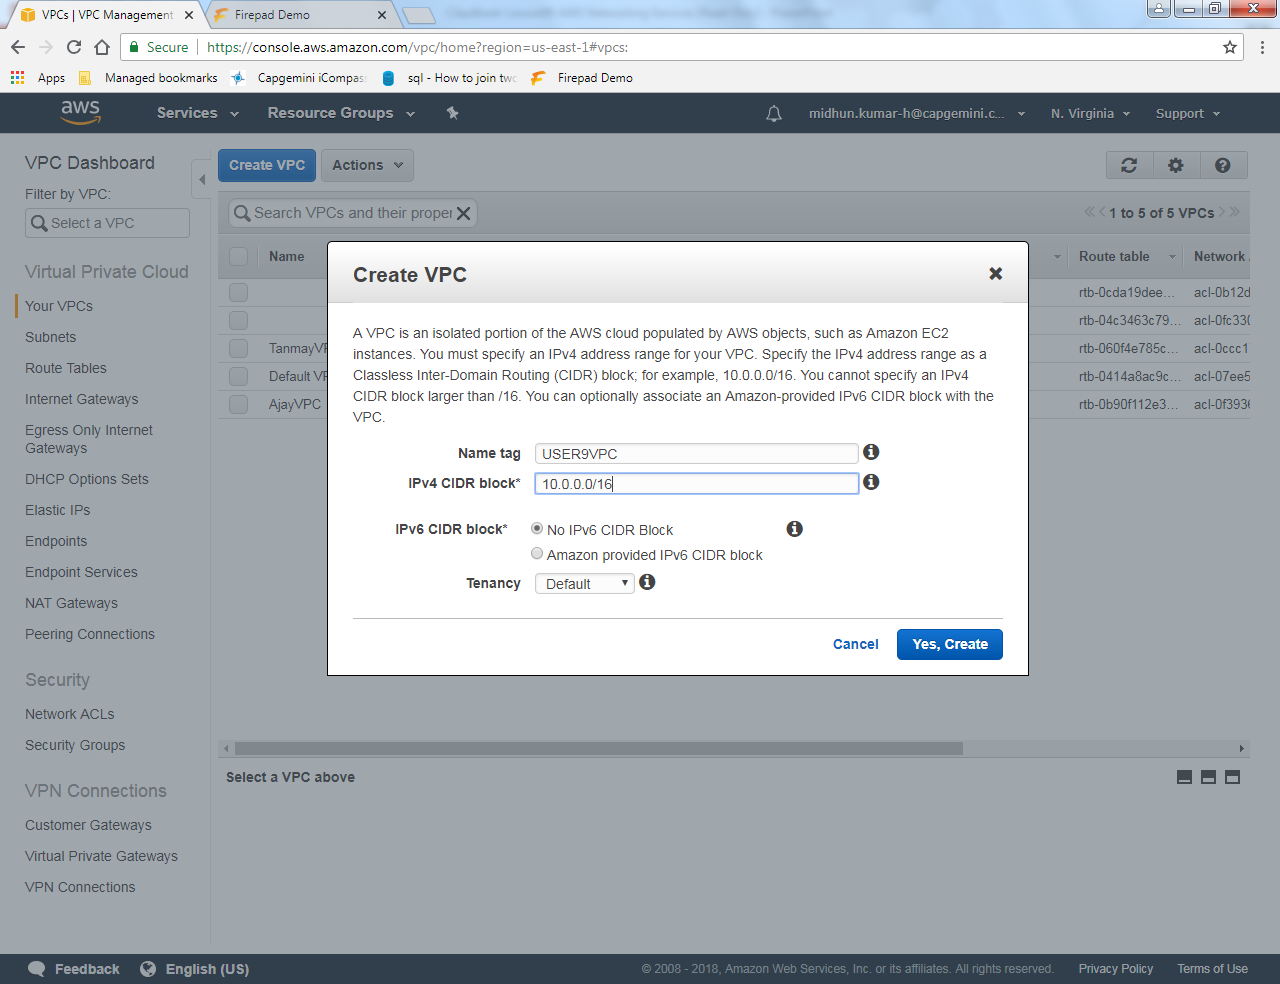 VPCs | VPC Management
Firepad Demo
Secure
https://console.aws.amazon.com/vpc/home?region=us-east-1#vpcs:
Apps
Managed bookmarks
Capgemini iCompas
sql - How to join two
Firepad Demo
aws
Services
Resource Groups
midhun.kumar-h@capgemini.c...
N. Virginia
Support
VPC Dashboard
Filter by VPC:
Select a VPC
Virtual Private Cloud
Your VPCs
Subnets
Route Tables
Internet Gateways
Egress Only Internet
Gateways
DHCP Options Sets
Elastic IPs
Endpoints
Endpoint Services
NAT Gateways
Peering Connections
Security
Network ACLs
Security Groups
VPN Connections
Customer Gateways
Virtual Private Gateways
VPN Connections
Create VPC
Actions
Search VPCs and their proper
1 to 5 of 5 VPCs
Name
Route table
Network
rtb-0cda19dee...
acl-0b12d
rtb-04c3463c79...
acl-0fc330
TanmayVP
rtb-060f4e785c...
acl-0ccc1
Default VP
rtb-0414a8ac9c...
acl-07ee5
AjayVPC
rtb-0b90f112e3...
acl-0f3936
Create VPC
A VPC is an isolated portion of the AWS cloud populated by AWS objects, such as Amazon EC2
instances. You must specify an IPv4 address range for your VPC. Specify the IPv4 address range as a
Classless Inter-Domain Routing (CIDR) block; for example, 10.0.0.0/16. You cannot specify an IPv4
CIDR block larger than /16. You can optionally associate an Amazon-provided IPv6 CIDR block with the
VPC.
Name tag
USER9VPC
IPv4 CIDR block*
10.0.0.0/16
IPv6 CIDR block*
No IPv6 CIDR Block
Amazon provided IPv6 CIDR block
Tenancy
Default
Cancel
Yes, Create
Select a VPC above
Feedback
English (US)
© 2008 - 2018, Amazon Web Services, Inc. or its affiliates. All rights reserved.
Privacy Policy
Terms of Use